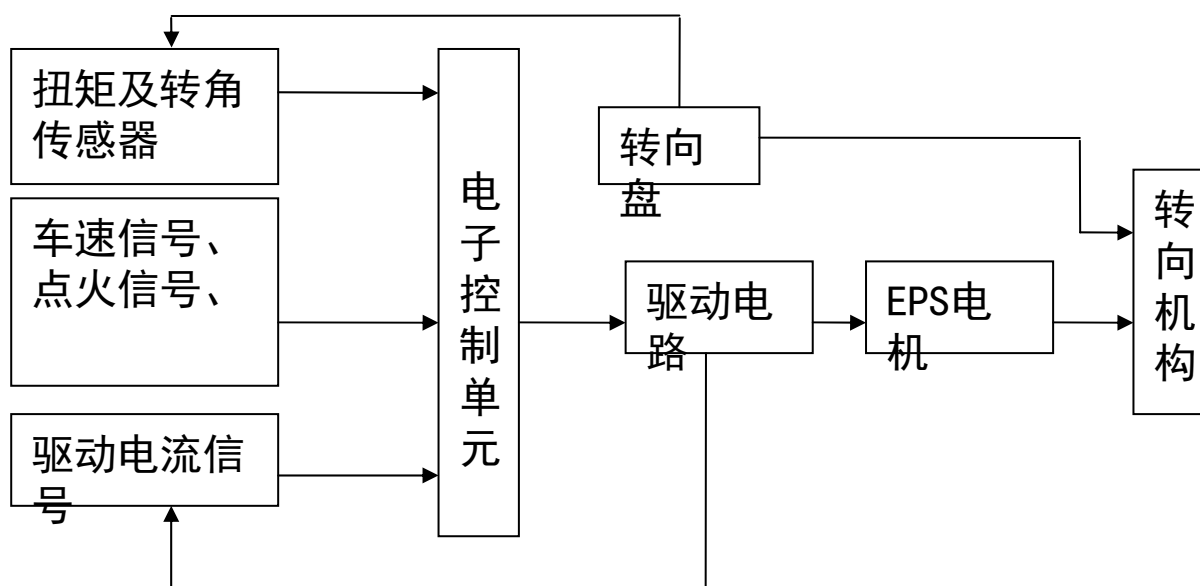 扭矩及转角
传感器
转向
盘
电子控制单元
转向机构
车速信号、
点火信号、
驱动电
路
EPS电
机
驱动电流信
号